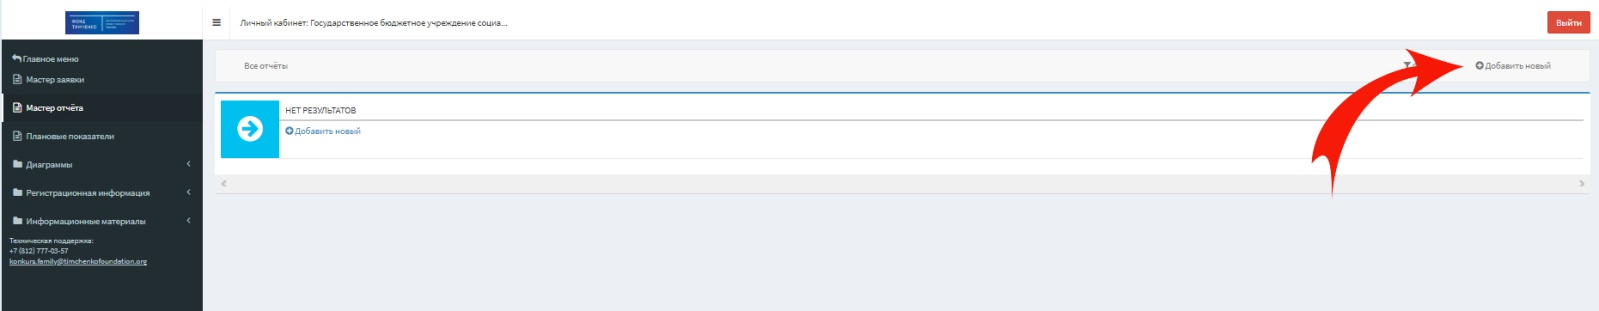 ФОНД
ТИМЧЕНКО
Личный кабинет: Государственное бюджетное учреждение социа...
Выйти
Главное меню
Мастер заявки
Мастер отчёта
Плановые показатели
Диаграммы
Регистрационная информация
Информационные материалы
Техническая поддержка:
+7 (812) 777-03-57
konkurs.family@timchenkofoundation.org
Все отчёты
Добавить новый
НЕТ РЕЗУЛЬТАТОВ
Добавить новый